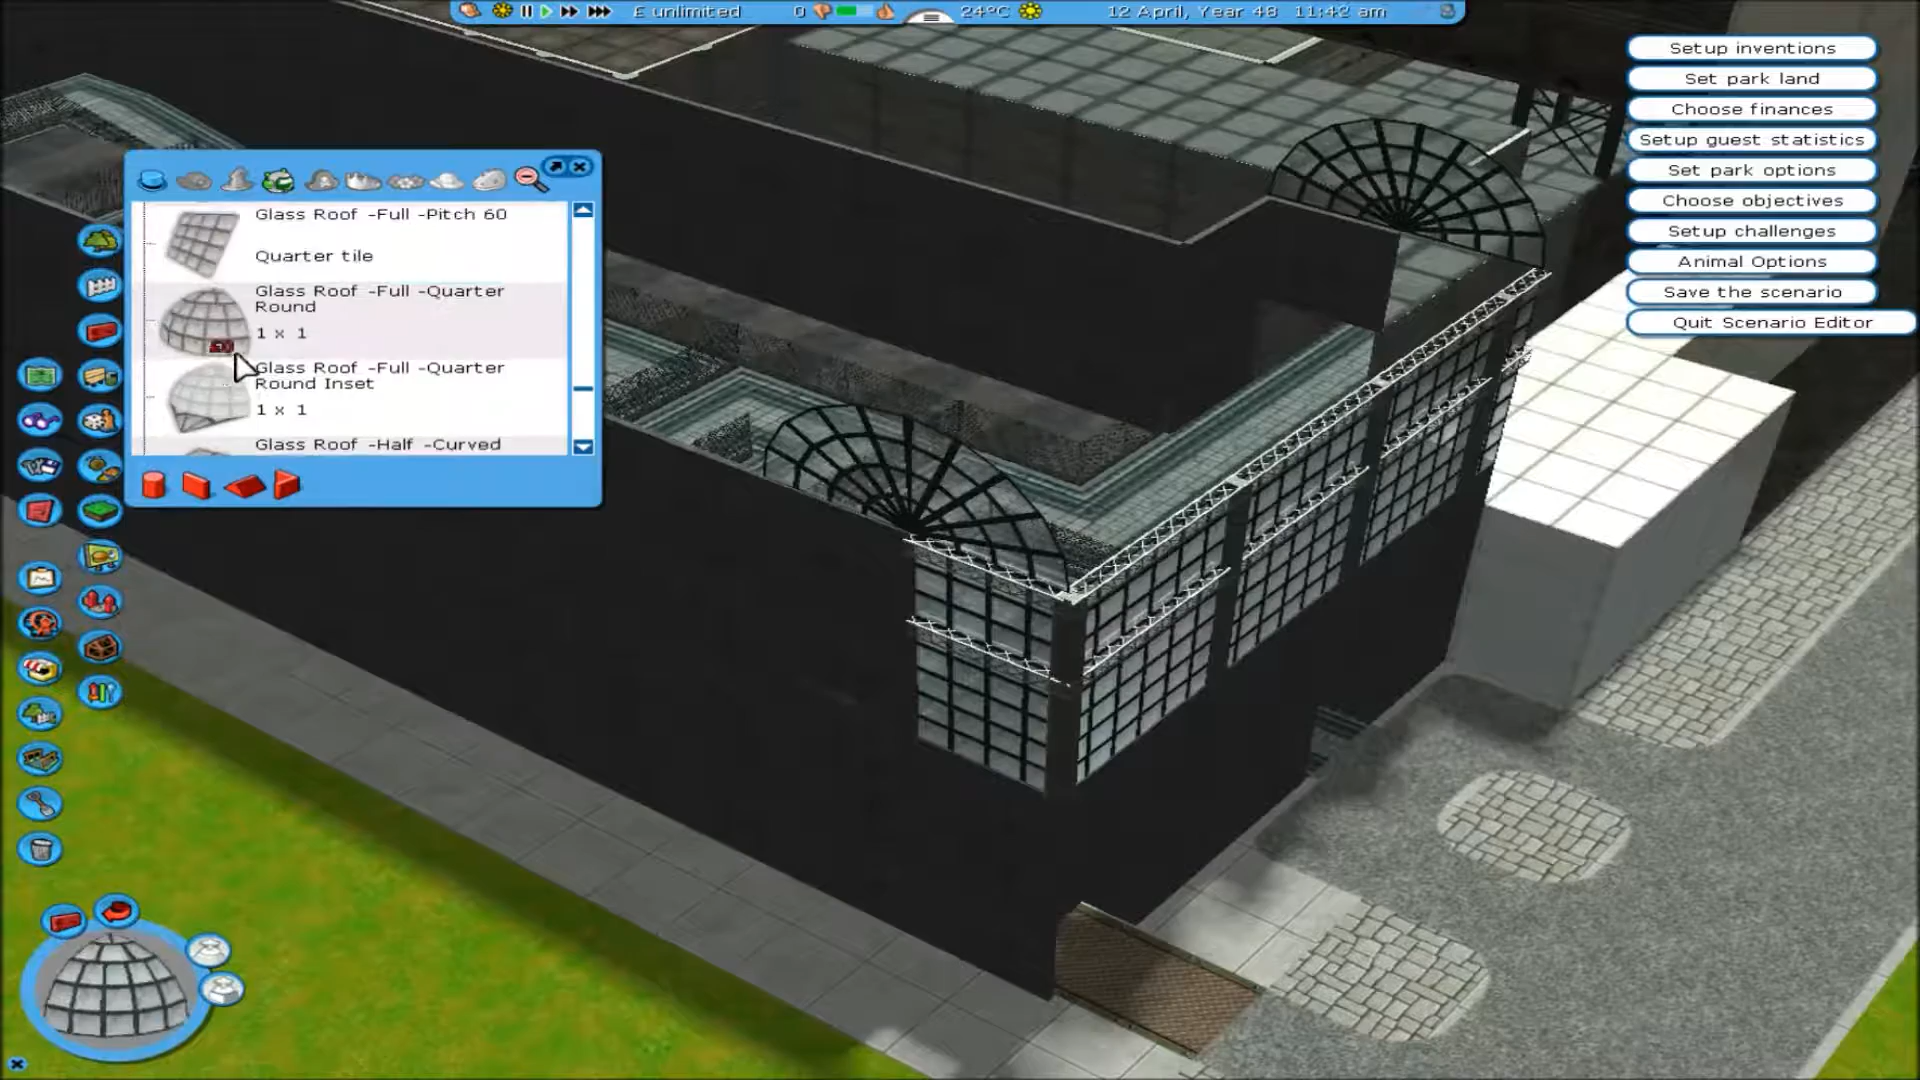 E unlimited 0 24°C 12 April, Year 48 11:42 am
Setup inventions
Set park land
Choose finances
Setup guest statistics
Set park options
Choose objectives
Setup challenges
Animal Options
Save the scenario
Quit Scenario Editor
Glass Roof -Full -Pitch 60
Quarter tile
Glass Roof -Full -Quarter
Round
1 x 1
Glass Roof -Full -Quarter
Round Inset
1 x 1
Glass Roof -Half -Curved